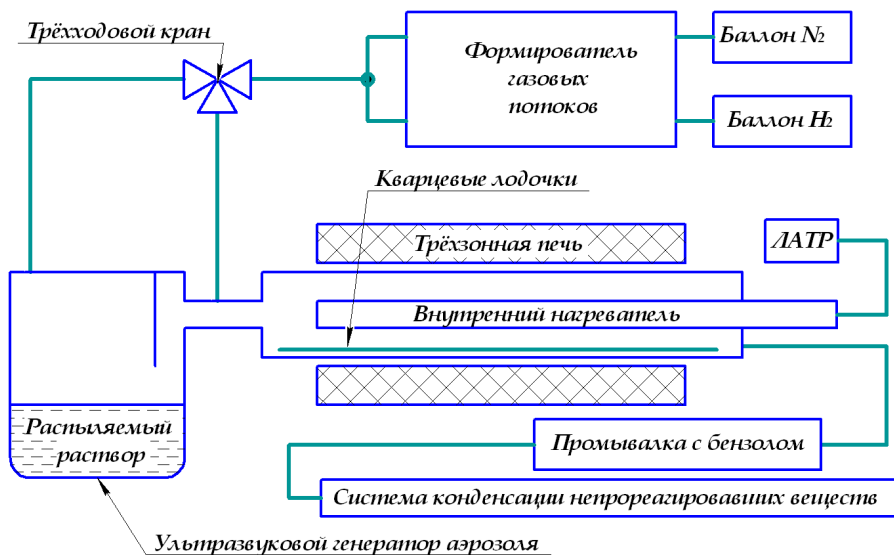 Трёхходовой кран
Формирователь
газовых
потоков
Баллон N2
Баллон H2
Кварцевые лодочки
Трёхзонная печь
ЛАТР
Внутренний нагреватель
Распыляемый
раствор
Промывалка с бензолом
Система конденсации непрореагировавших веществ
Ультразвуковой генератор аэрозоля